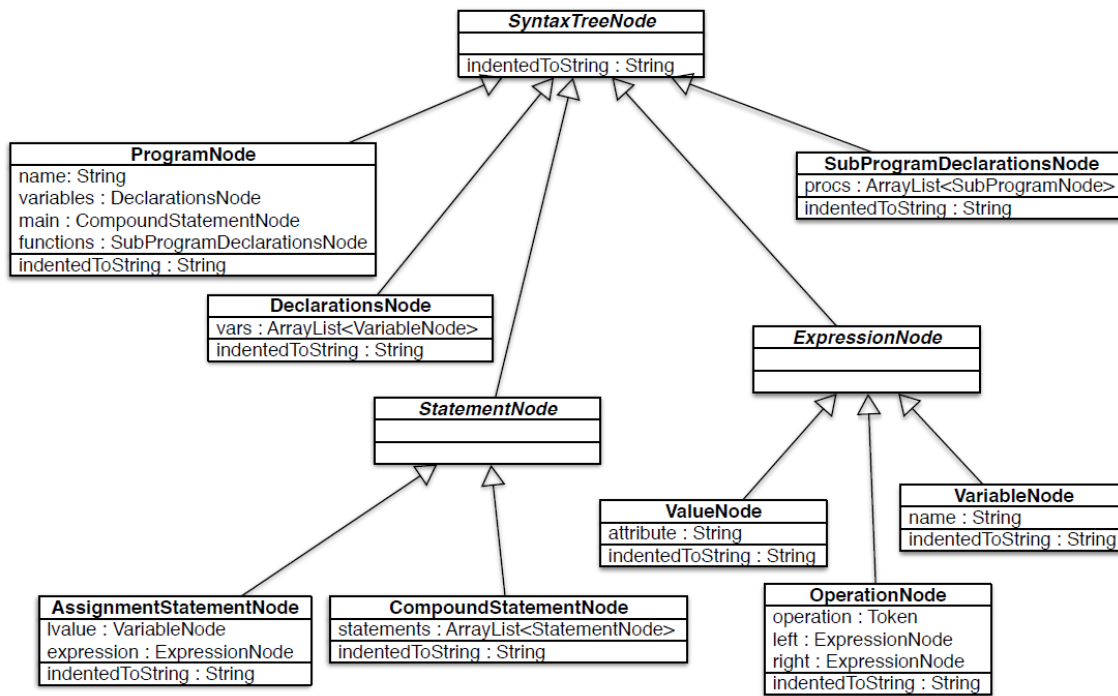 SyntaxTreeNode
indentedToString : String
ProgramNode
name: String
variables : DeclarationsNode
main : CompoundStatementNode
functions : SubProgramDeclarationsNode
indentedToString : String
SubProgramDeclarationsNode
procs : ArrayList<SubProgramNode>
indentedToString : String
DeclarationsNode
vars : ArrayList<VariableNode>
indentedToString : String
ExpressionNode
StatementNode
ValueNode
attribute : String
indentedToString : String
VariableNode
name : String
indentedToString : String
AssignmentStatementNode
lvalue : VariableNode
expression : ExpressionNode
indentedToString : String
CompoundStatementNode
statements : ArrayList<StatementNode>
indentedToString : String
OperationNode
operation : Token
left : ExpressionNode
right : ExpressionNode
indentedToString : String